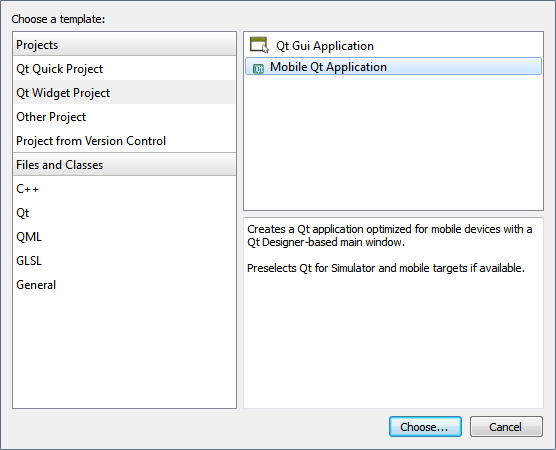 Choose a template:
Projects
Qt Quick Project
Qt Widget Project
Other Project
Project from Version Control
Files and Classes
C++
Qt
QML
GLSL
General
Qt Gui Application
Mobile Qt Application
Creates a Qt application optimized for mobile devices with a
Qt Designer-based main window.
Preselects Qt for Simulator and mobile targets if available.
Choose...
Cancel